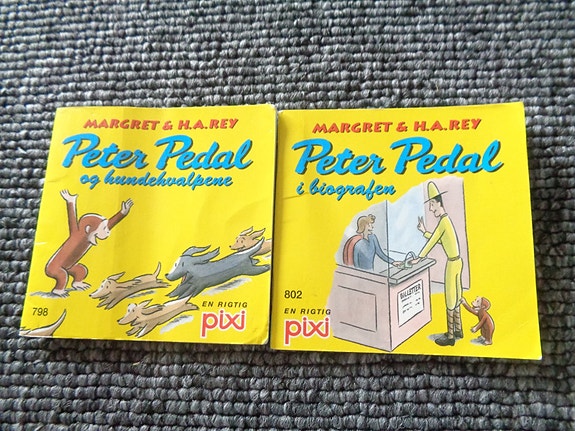 MARGRET & H.A.REY
Peter Pedal
og hundehvalpene
798
EN RIGTIG
pixi
MARGRET & H.A.REY
Peter Pedal
i biografen
BILLETTER
802
EN RIGTIG
pixi